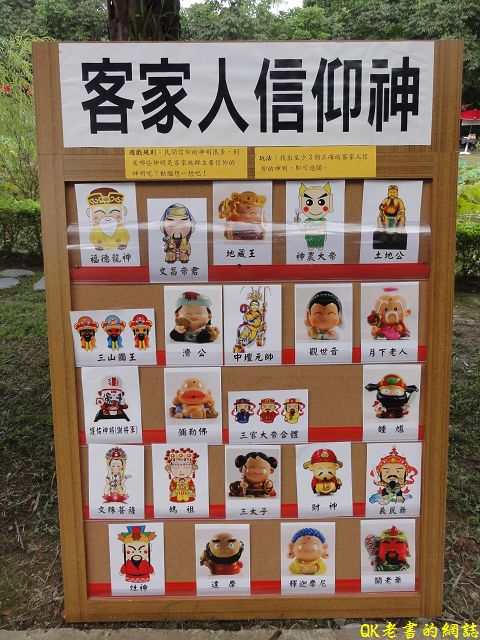 客家人信仰神
遊戲規則：民間信仰的神明很多，到
底哪些神明是客家族群主要信仰的
神明呢？動腦想一想吧！
玩法：找出至少3個正確的客家人信
仰的神明，即可過關。
福德龍神
文昌帝君
地藏王
神農大帝
土地公
三山國王
濟公
中壇元帥
觀世音
月下老人
護佑神將(謝將軍)
彌勒佛
三官大帝合體
鍾馗
文殊菩薩
媽祖
三太子
財神
義民爺
灶神
達摩
釋迦摩尼
關老爺
QK老書的網誌